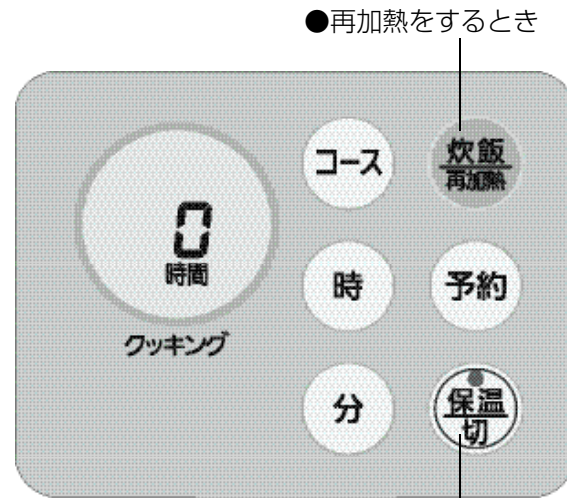 ●再加熱をするとき
コース
炊飯
再加熱
0
時間
時
予約
クッキング
分
保温
切